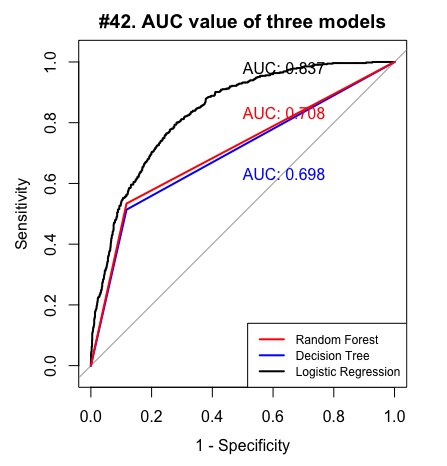 #42. AUC value of three models
AUC: 0.837
AUC: 0.708
AUC: 0.698
Sensitivity
0.0 0.2 0.4 0.6 0.8 1.0
Random Forest
Decision Tree
Logistic Regression
0.0 0.2 0.4 0.6 0.8 1.0
1 - Specificity